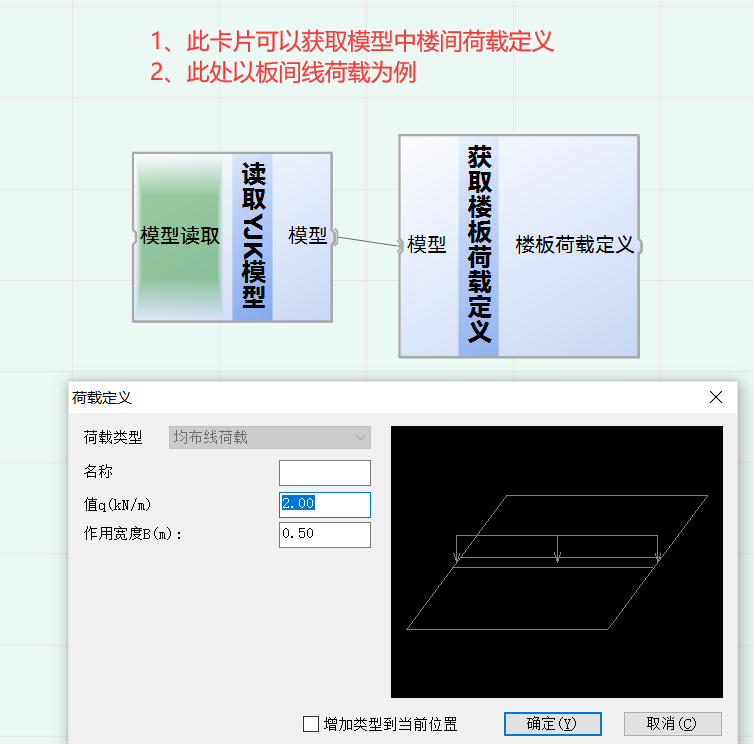 1、此卡片可以获取模型中楼间荷载定义
2、此处以板间线荷载为例
模型读取
读取YJK模型
模型
模型
获取楼板荷载定义
楼板荷载定义
荷载定义
荷载类型
均布线荷载
名称
值q(kN/m)
2.00
作用宽度B(m):
0.50
增加类型到当前位置
确定(Y)
取消(C)